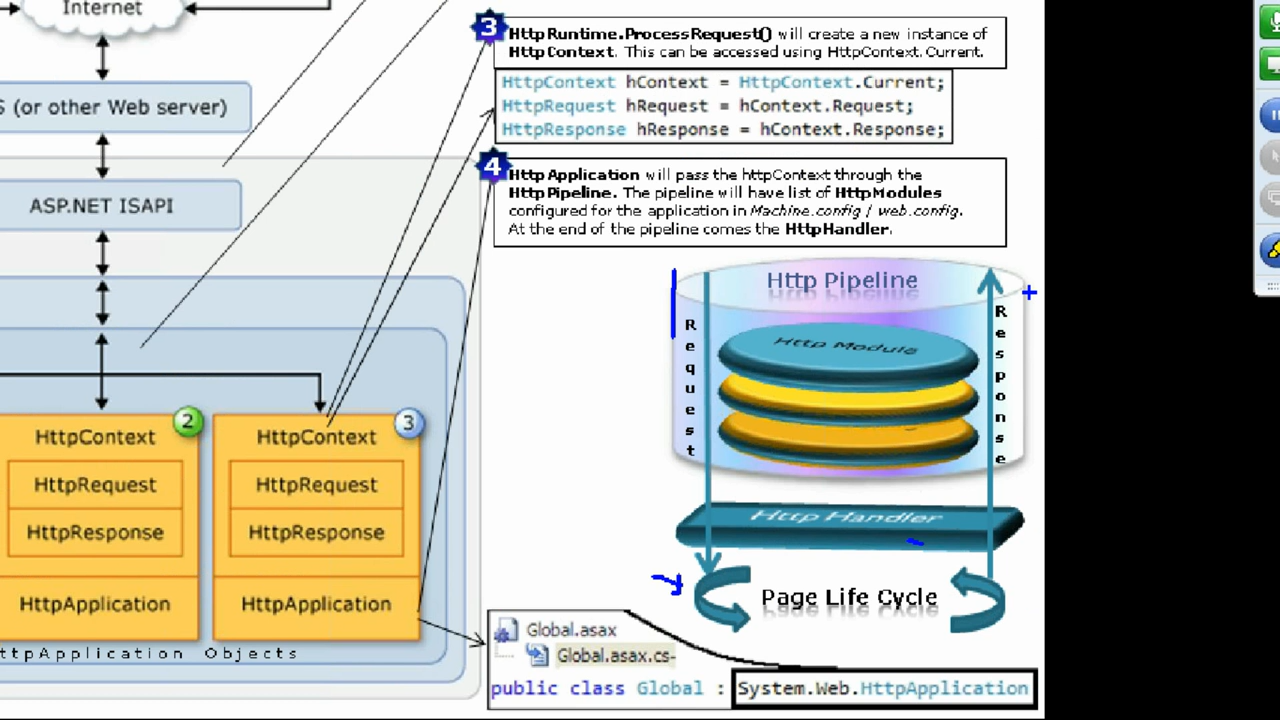 Internet
S (or other Web server)
ASP.NET ISAPI
2
HttpContext
HttpRequest
HttpResponse
HttpApplication
3
HttpContext
HttpRequest
HttpResponse
HttpApplication
ttpApplication Objects
3
HttpRuntime.ProcessRequest() will create a new instance of
HttpContext. This can be accessed using HttpContext.Current.
HttpContext hContext = HttpContext.Current;
HttpRequest hRequest = hContext.Request;
HttpResponse hResponse = hContext.Response;
4
HttpApplication will pass the httpContext through the
HttpPipeline. The pipeline will have list of HttpModules
configured for the application in Machine.config / web.config.
At the end of the pipeline comes the HttpHandler.
Http Pipeline
Request
Http Module
Response
Http Handler
Page Life Cycle
Global.asax
Global.asax.cs
public class Global : System.Web.HttpApplication